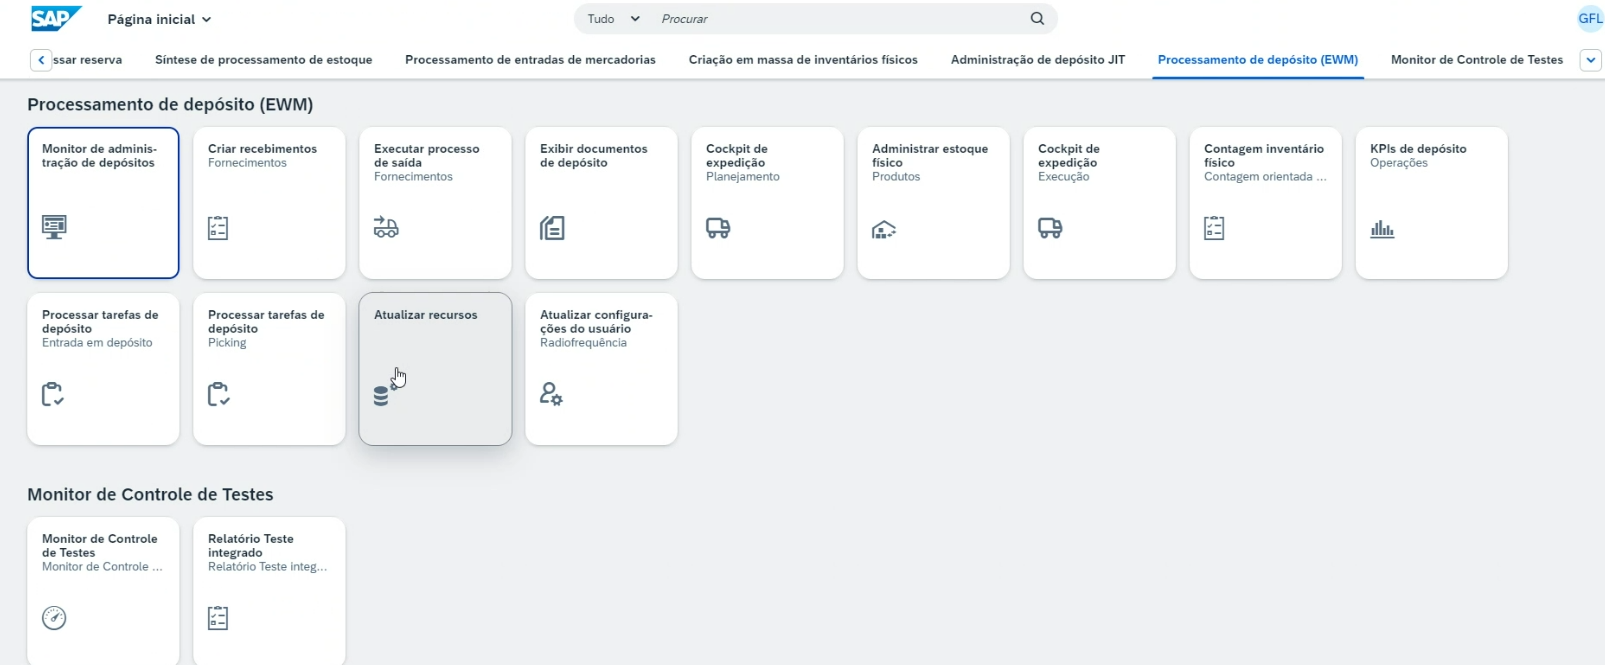 SAP
Página inicial
Tudo
Procurar
GFL
ssar reserva
Síntese de processamento de estoque
Processamento de entradas de mercadorias
Criação em massa de inventários físicos
Administração de depósito JIT
Processamento de depósito (EWM)
Monitor de Controle de Testes
Processamento de depósito (EWM)
Monitor de adminis-
tração de depósitos
Criar recebimentos
Fornecimentos
Executar processo
de saída
Fornecimentos
Exibir documentos
de depósito
Cockpit de
expedição
Planejamento
Administrar estoque
físico
Produtos
Cockpit de
expedição
Execução
Contagem inventário
físico
Contagem orientada ...
KPIs de depósito
Operações
Processar tarefas de
depósito
Entrada em depósito
Processar tarefas de
depósito
Picking
Atualizar recursos
Atualizar configura-
ções do usuário
Radiofrequência
Monitor de Controle de Testes
Monitor de Controle
de Testes
Monitor de Controle ...
Relatório Teste
integrado
Relatório Teste integ...